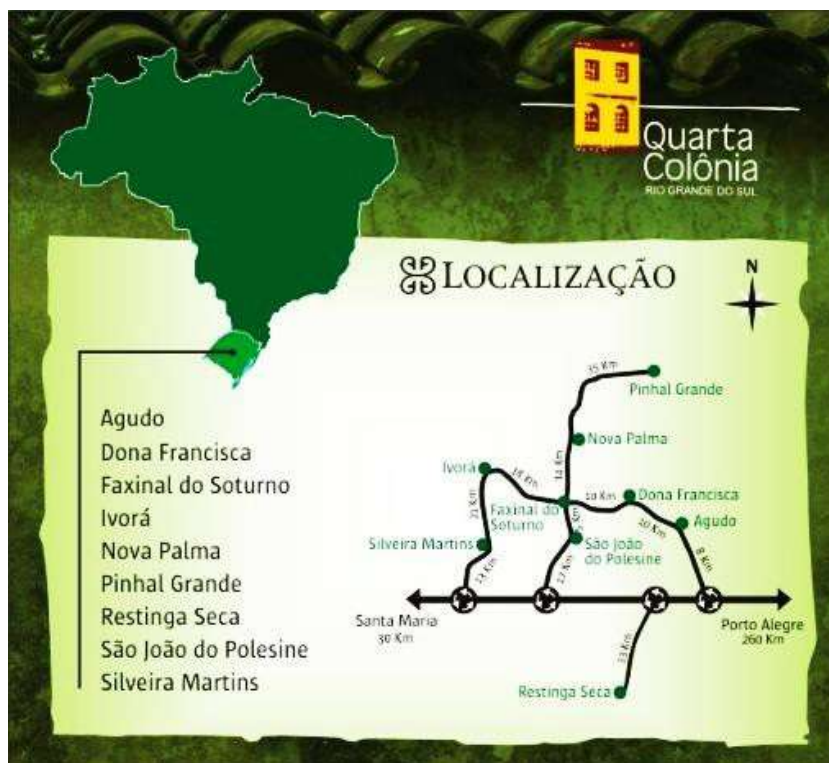 Quarta
Colônia
RIO GRANDE DO SUL
LOCALIZAÇÃO
N
35 Km
Pinhal Grande
Agudo
Dona Francisca
Faxinal do Soturno
Ivorá
Nova Palma
Pinhal Grande
Restinga Seca
São João do Polesine
Silveira Martins
Nova Palma
14 Km
Ivorá
Faxinal do
Soturno
10 Km
Dona Francisca
Agudo
5 Km
20 Km
21 Km
Silveira Martins
São João
do Polesine
8 Km
Santa Maria
30 Km
Porto Alegre
260 Km
Restinga Seca